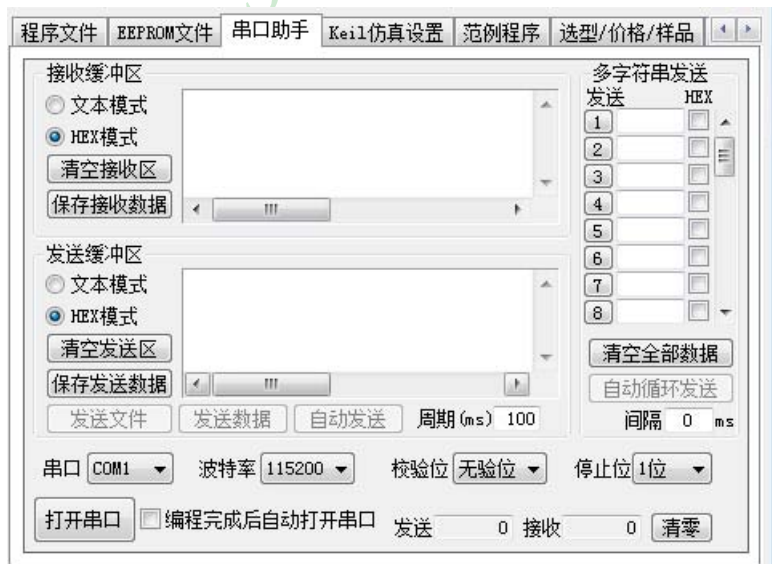 程序文件 EEPROM文件 串口助手 Keil仿真设置 范例程序 选型/价格/样品
接收缓冲区
文本模式
HEX模式
清空接收区
保存接收数据
发送缓冲区
文本模式
HEX模式
清空发送区
保存发送数据
发送文件 发送数据 自动发送 周期(ms) 100
多字符串发送
发送 HEX
1
2
3
4
5
6
7
8
清空全部数据
自动循环发送
间隔 0 ms
串口 COM1 波特率 115200 校验位 无验位 停止位 1位
打开串口 编程完成后自动打开串口 发送 0 接收 0 清零